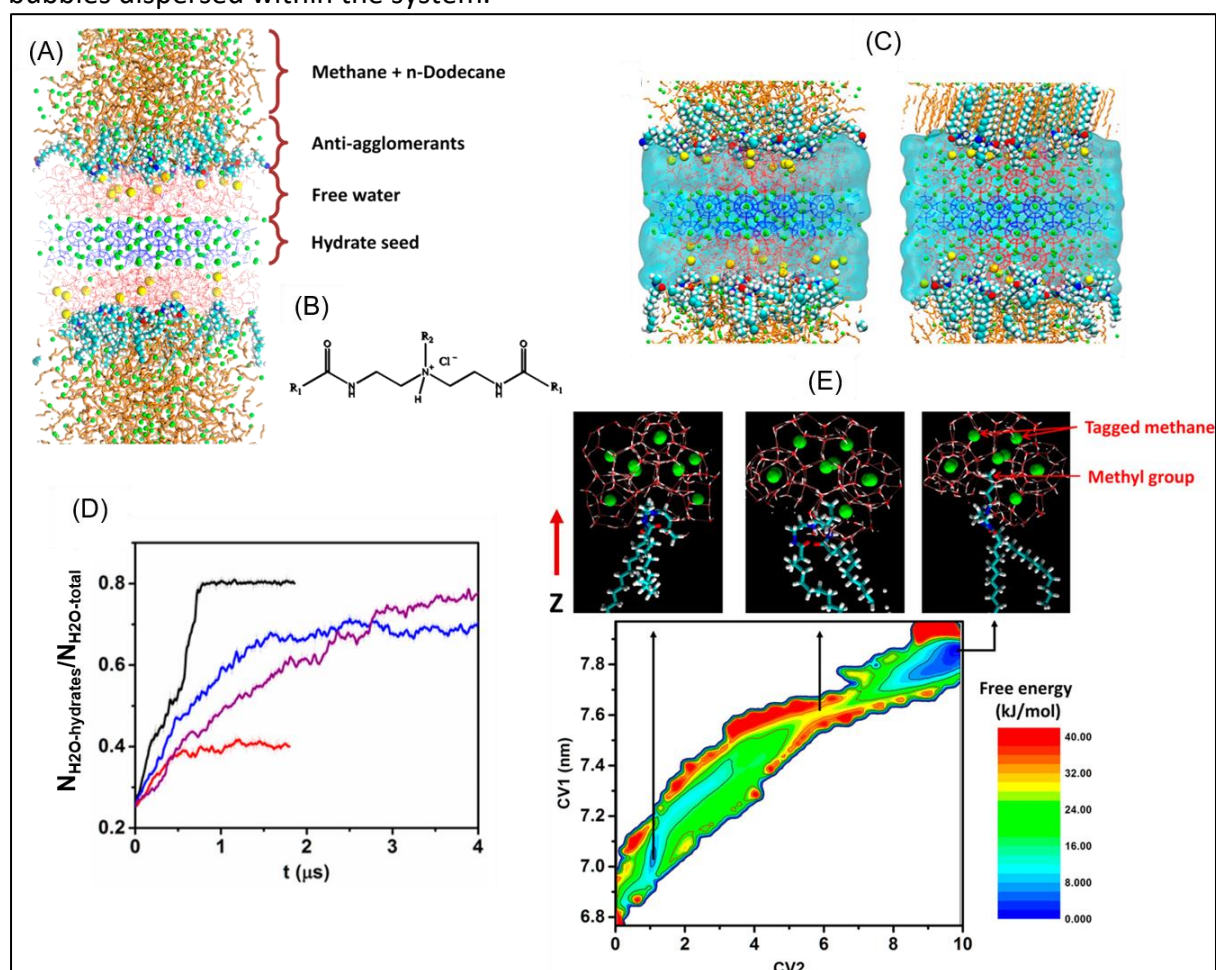 bubbles dispersed within the system.
(A)
Methane + n-Dodecane
Anti-agglomerants
Free water
Hydrate seed
(B)
O
R₂
O
Cl⁻
R₁
N
H
N⁺
H
N
H
R₁
(C)
(D)
N_H2O-hydrates/N_H2O-total
0.8
0.6
0.4
0.2
0
1
2
3
4
t (μs)
(E)
Tagged methane
Methyl group
Z
CV1 (nm)
7.8
7.6
7.4
7.2
7.0
6.8
0
2
4
6
8
10
CV2
Free energy
(kJ/mol)
40.00
32.00
24.00
16.00
8.000
0.000